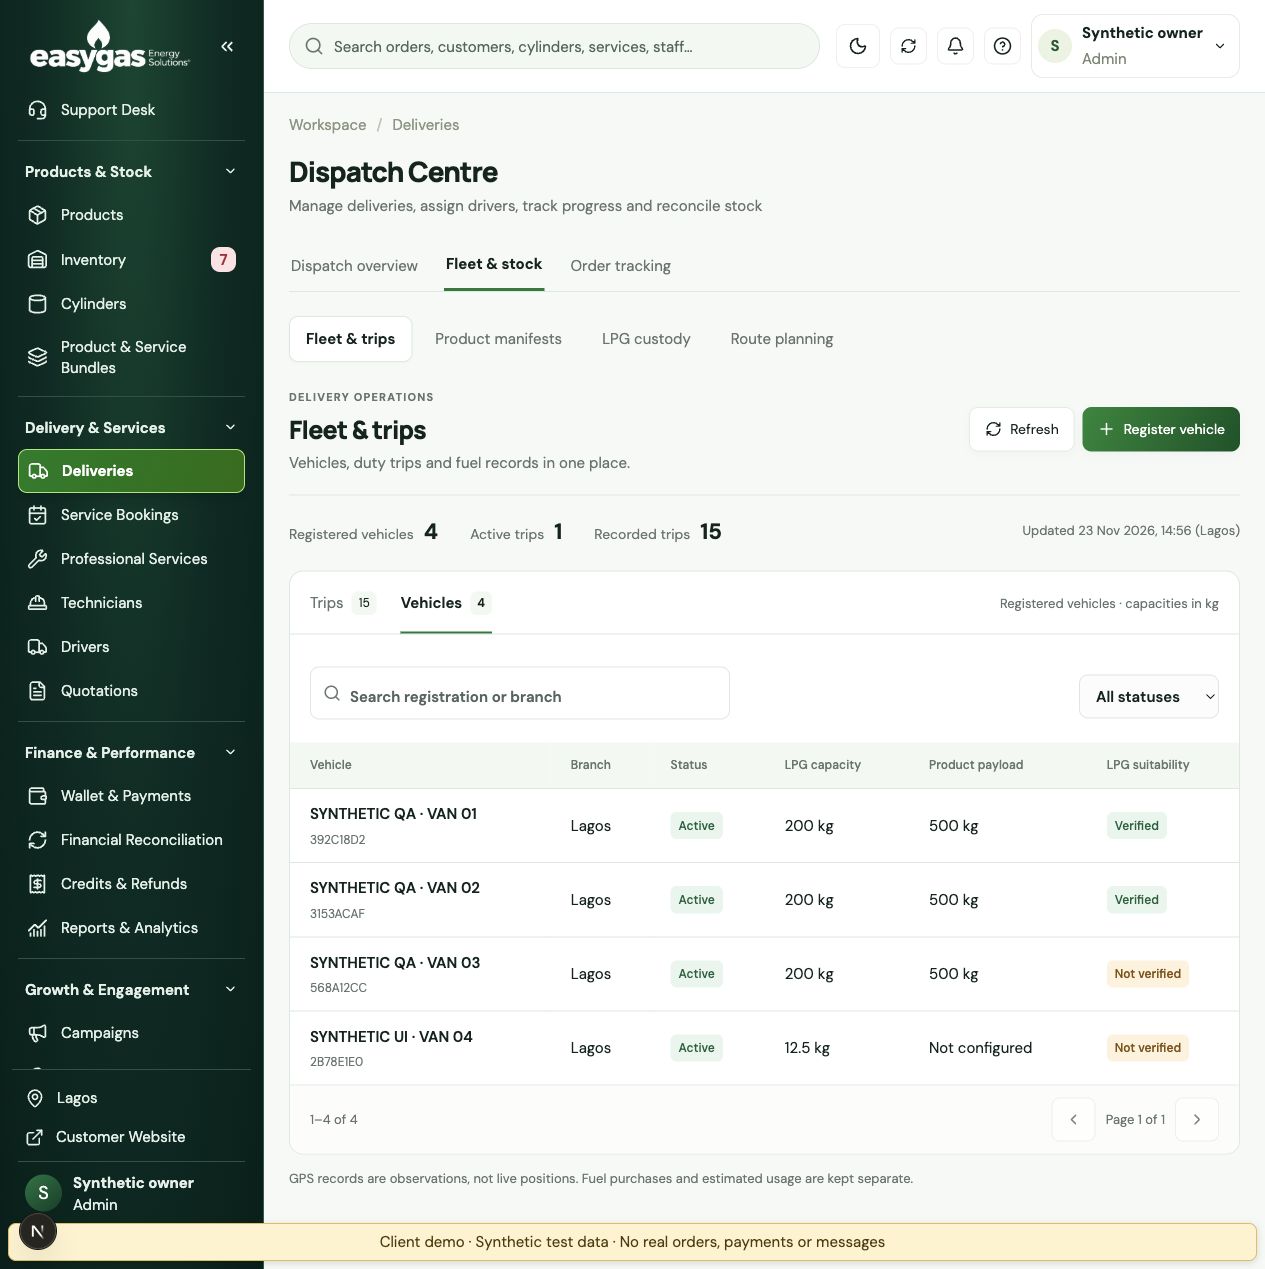 easygas Energy Solutions
Support Desk
Products & Stock
Products
Inventory 7
Cylinders
Product & Service
Bundles
Delivery & Services
Deliveries
Service Bookings
Professional Services
Technicians
Drivers
Quotations
Finance & Performance
Wallet & Payments
Financial Reconciliation
Credits & Refunds
Reports & Analytics
Growth & Engagement
Campaigns
Lagos
Customer Website
S
Synthetic owner
Admin
N
Search orders, customers, cylinders, services, staff...
S
Synthetic owner
Admin
Workspace / Deliveries
Dispatch Centre
Manage deliveries, assign drivers, track progress and reconcile stock
Dispatch overview Fleet & stock Order tracking
Fleet & trips Product manifests LPG custody Route planning
DELIVERY OPERATIONS
Fleet & trips
Vehicles, duty trips and fuel records in one place.
Refresh
Register vehicle
Registered vehicles 4 Active trips 1 Recorded trips 15
Updated 23 Nov 2026, 14:56 (Lagos)
Trips 15 Vehicles 4
Registered vehicles · capacities in kg
Search registration or branch
All statuses
Vehicle Branch Status LPG capacity Product payload LPG suitability
SYNTHETIC QA · VAN 01
392C18D2
Lagos Active 200 kg 500 kg Verified
SYNTHETIC QA · VAN 02
3153ACAF
Lagos Active 200 kg 500 kg Verified
SYNTHETIC QA · VAN 03
568A12CC
Lagos Active 200 kg 500 kg Not verified
SYNTHETIC UI · VAN 04
2B78E1E0
Lagos Active 12.5 kg Not configured Not verified
1–4 of 4
Page 1 of 1
GPS records are observations, not live positions. Fuel purchases and estimated usage are kept separate.
Client demo · Synthetic test data · No real orders, payments or messages